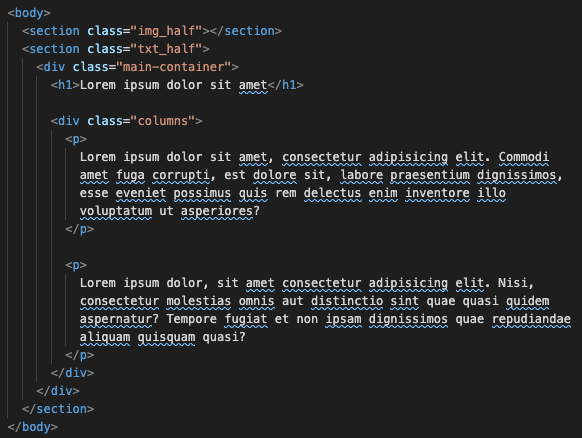 <body>
<section class="img_half"></section>
<section class="txt_half">
<div class="main-container">
<h1>Lorem ipsum dolor sit amet</h1>
<div class="columns">
<p>
Lorem ipsum dolor sit amet, consectetur adipisicing elit. Commodi
amet fuga corrupti, est dolore sit, labore praesentium dignissimos,
esse eveniet possimus quis rem delectus enim inventore illo
voluptatum ut asperiores?
</p>
<p>
Lorem ipsum dolor, sit amet consectetur adipisicing elit. Nisi,
consectetur molestias omnis aut distinctio sint quae quasi quidem
aspernatur? Tempore fugiat et non ipsam dignissimos quae repudiandae
aliquam quisquam quasi?
</p>
</div>
</div>
</section>
</body>